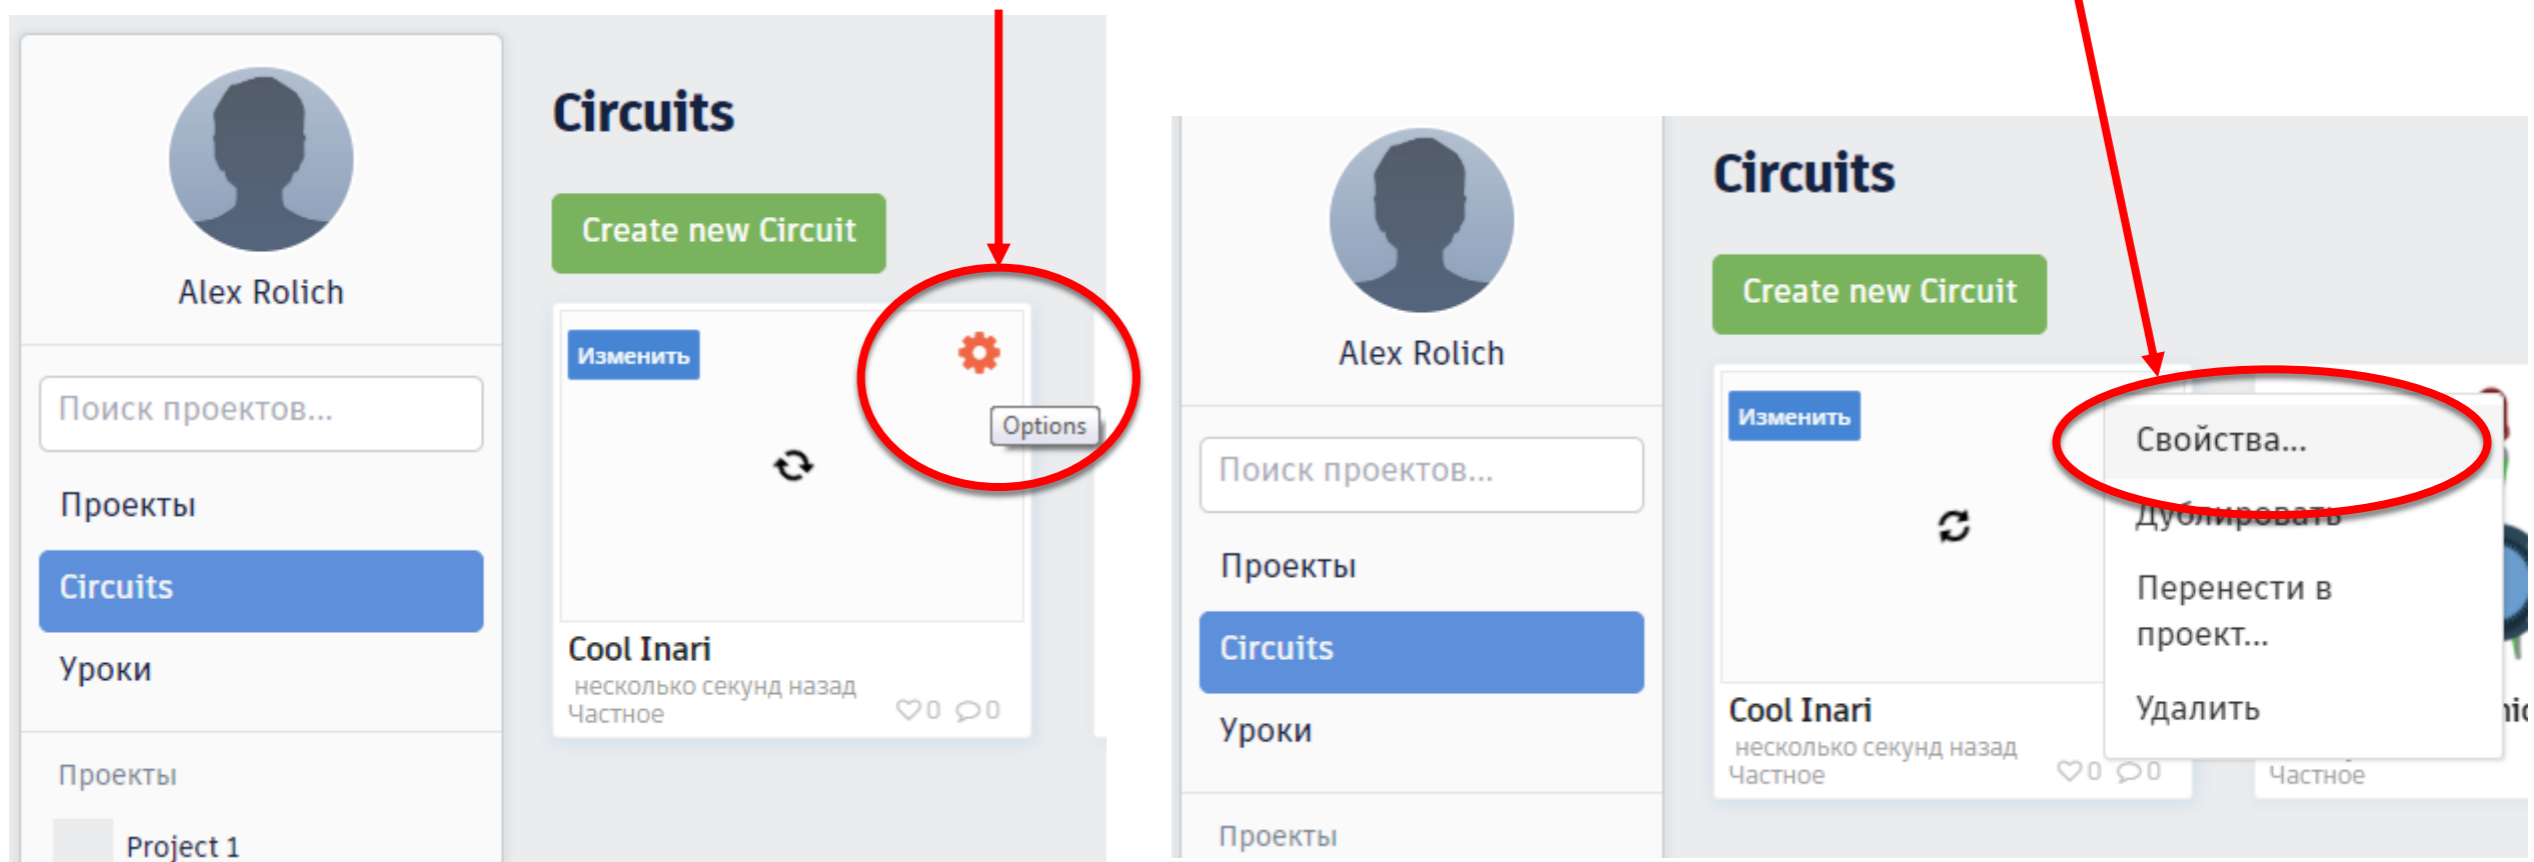 Alex Rolich
Поиск проектов...
Проекты
Circuits
Уроки
Проекты
Project 1
Circuits
Create new Circuit
Изменить
Options
Cool Inari
несколько секунд назад
Частное
0 0
Alex Rolich
Поиск проектов...
Проекты
Circuits
Уроки
Проекты
Circuits
Create new Circuit
Изменить
Свойства...
Дублировать
Перенести в
проект...
Удалить
Cool Inari
несколько секунд назад
Частное
0 0
Частное